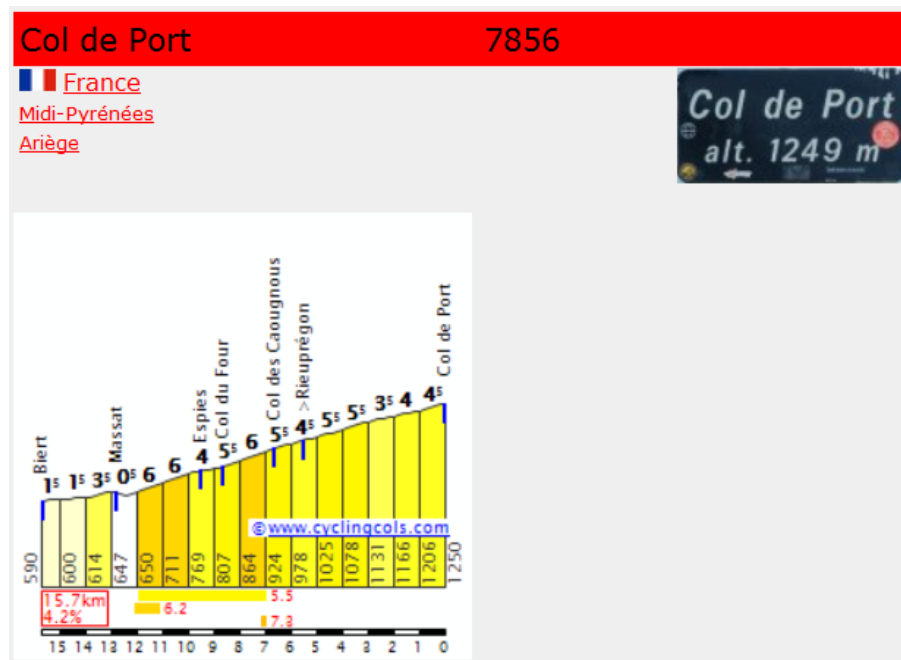 Col de Port 7856
France
Midi-Pyrénées
Ariège
Col de Port
alt. 1249 m
Biert
Massat
Espies
Col du Four
Col des Caougnous
>Rieuprégon
Col de Port
1⁵ 1⁵ 3⁵ 0⁵ 6 6 4 5⁵ 6 5⁵ 4⁵ 5⁵ 5⁵ 3⁵ 4 4⁵
©www.cyclingcols.com
590 600 614 647 650 711 769 807 864 924 978 1025 1078 1131 1166 1206 1250
15.7km
4.2%
5.5
6.2
7.3
15 14 13 12 11 10 9 8 7 6 5 4 3 2 1 0